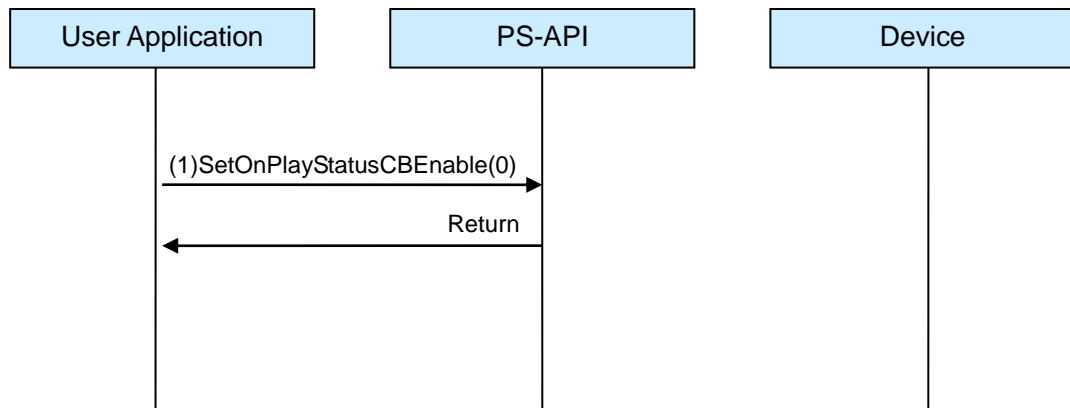 User Application
PS-API
Device
(1)SetOnPlayStatusCBEnable(0)
Return